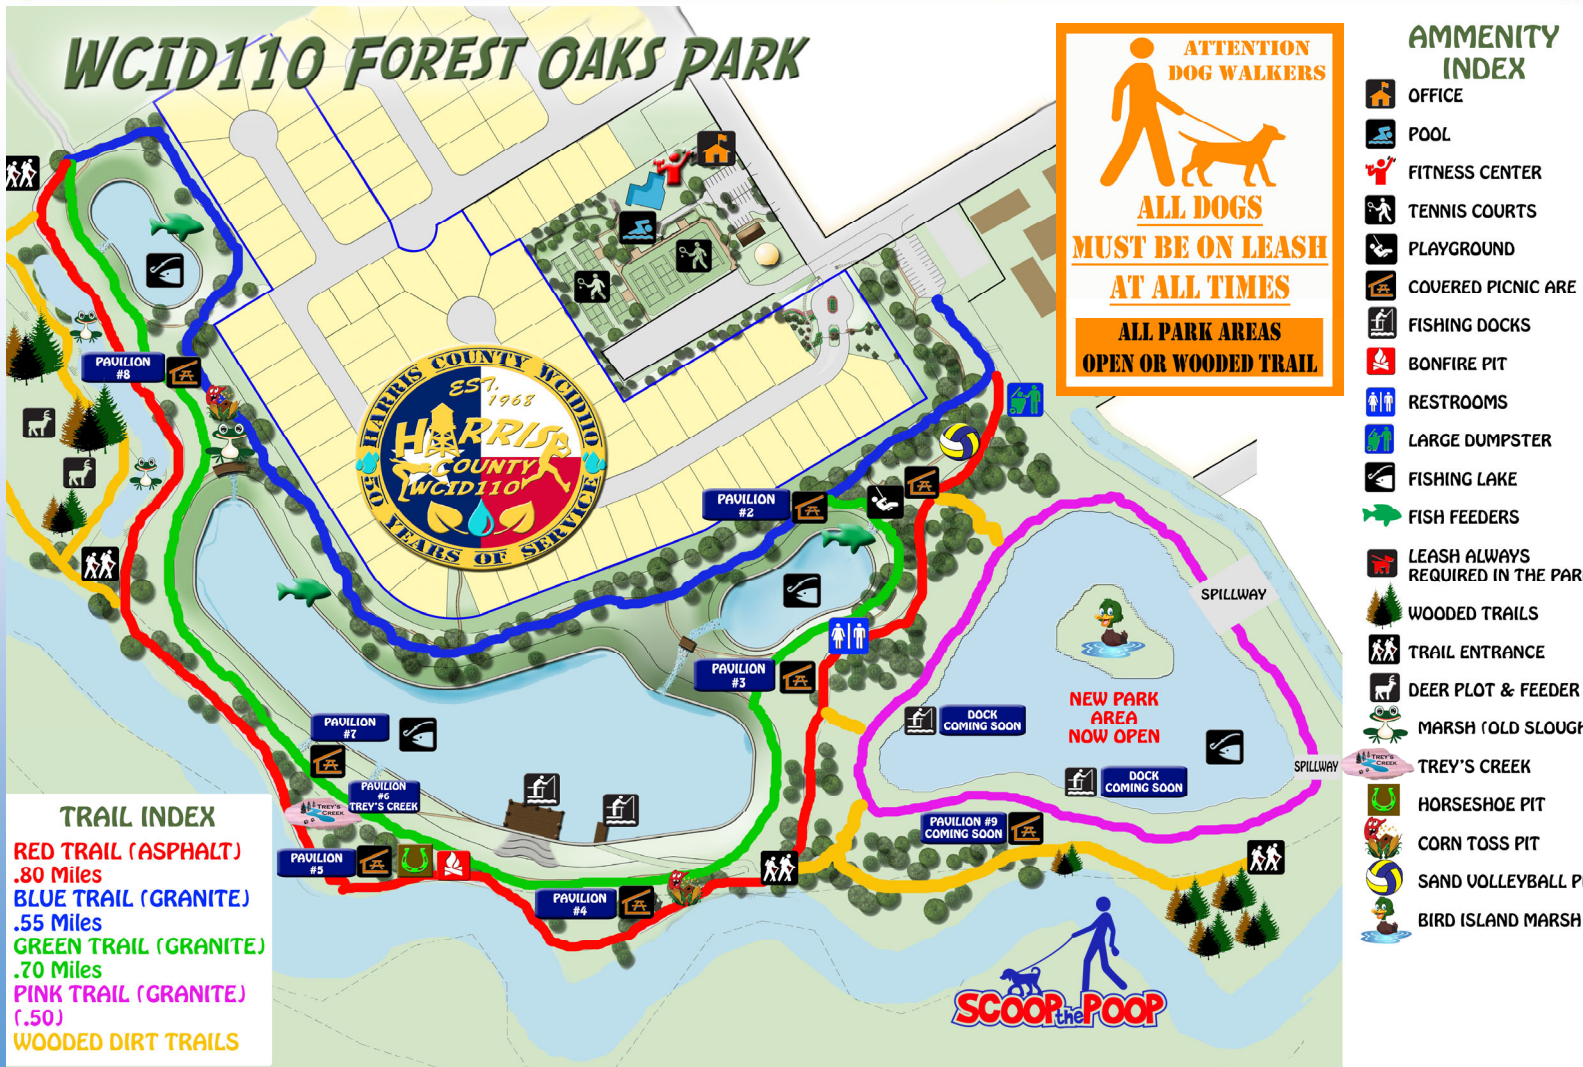 WCID110 FOREST OAKS PARK
ATTENTION
DOG WALKERS
ALL DOGS
MUST BE ON LEASH
AT ALL TIMES
ALL PARK AREAS
OPEN OR WOODED TRAIL
AMMENITY
INDEX
OFFICE
POOL
FITNESS CENTER
TENNIS COURTS
PLAYGROUND
COVERED PICNIC ARE
FISHING DOCKS
BONFIRE PIT
RESTROOMS
LARGE DUMPSTER
FISHING LAKE
FISH FEEDERS
LEASH ALWAYS
REQUIRED IN THE PAR
WOODED TRAILS
TRAIL ENTRANCE
DEER PLOT & FEEDER
MARSH (OLD SLOUGH
TREY'S CREEK
TREY'S CREEK
HORSESHOE PIT
CORN TOSS PIT
SAND VOLLEYBALL P
BIRD ISLAND MARSH
PAVILION
#8
HARRIS COUNTY WCID110
EST.
1968
HARRIS
COUNTY
WCID110
50 YEARS OF SERVICE
PAVILION
#2
SPILLWAY
PAVILION
#3
NEW PARK
AREA
NOW OPEN
DOCK
COMING SOON
PAVILION
#7
SPILLWAY
DOCK
COMING SOON
PAVILION
#6
TREY'S CREEK
TREY'S
CREEK
PAVILION #9
COMING SOON
PAVILION
#5
PAVILION
#4
SCOOP the POOP
TRAIL INDEX
RED TRAIL (ASPHALT)
.80 Miles
BLUE TRAIL (GRANITE)
.55 Miles
GREEN TRAIL (GRANITE)
.70 Miles
PINK TRAIL (GRANITE)
(.50)
WOODED DIRT TRAILS